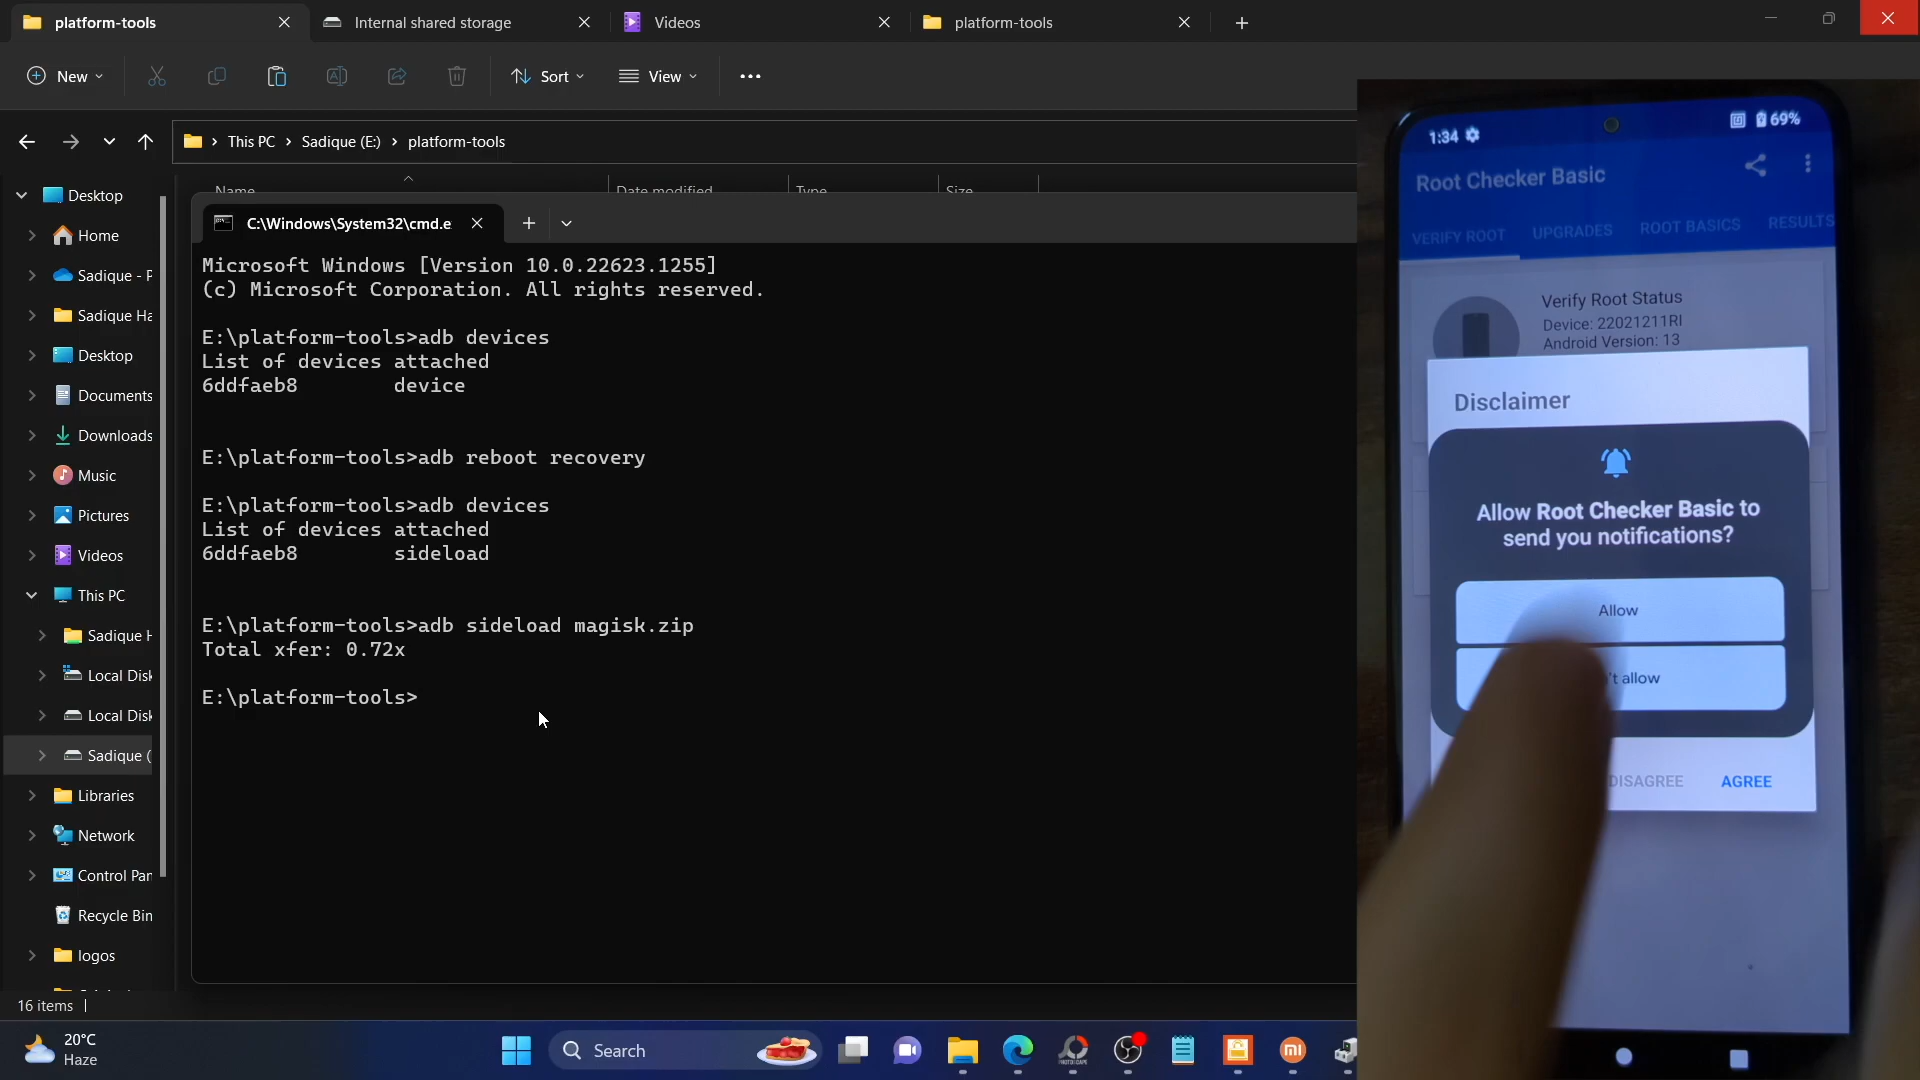 platform-tools
Internal shared storage
Videos
platform-tools
New
Sort
View
This PC
Sadique (E:)
platform-tools
Name
Date modified
Type
Size
Desktop
Home
Sadique - P
Sadique Ha
Desktop
Documents
Downloads
Music
Pictures
Videos
This PC
Sadique H
Local Disk
Local Disk
Sadique (
Libraries
Network
Control Pan
Recycle Bin
logos
16 items
C:\Windows\System32\cmd.e
Microsoft Windows [Version 10.0.22623.1255]
(c) Microsoft Corporation. All rights reserved.
E:\platform-tools>adb devices
List of devices attached
6ddfaeb8 device
E:\platform-tools>adb reboot recovery
E:\platform-tools>adb devices
List of devices attached
6ddfaeb8 sideload
E:\platform-tools>adb sideload magisk.zip
Total xfer: 0.72x
E:\platform-tools>
1:34
69%
Root Checker Basic
VERIFY ROOT
UPGRADES
ROOT BASICS
RESULTS
Verify Root Status
Device: 22021211RI
Android Version: 13
Disclaimer
Allow Root Checker Basic to
send you notifications?
Allow
't allow
DISAGREE
AGREE
20°C
Haze
Search
mi